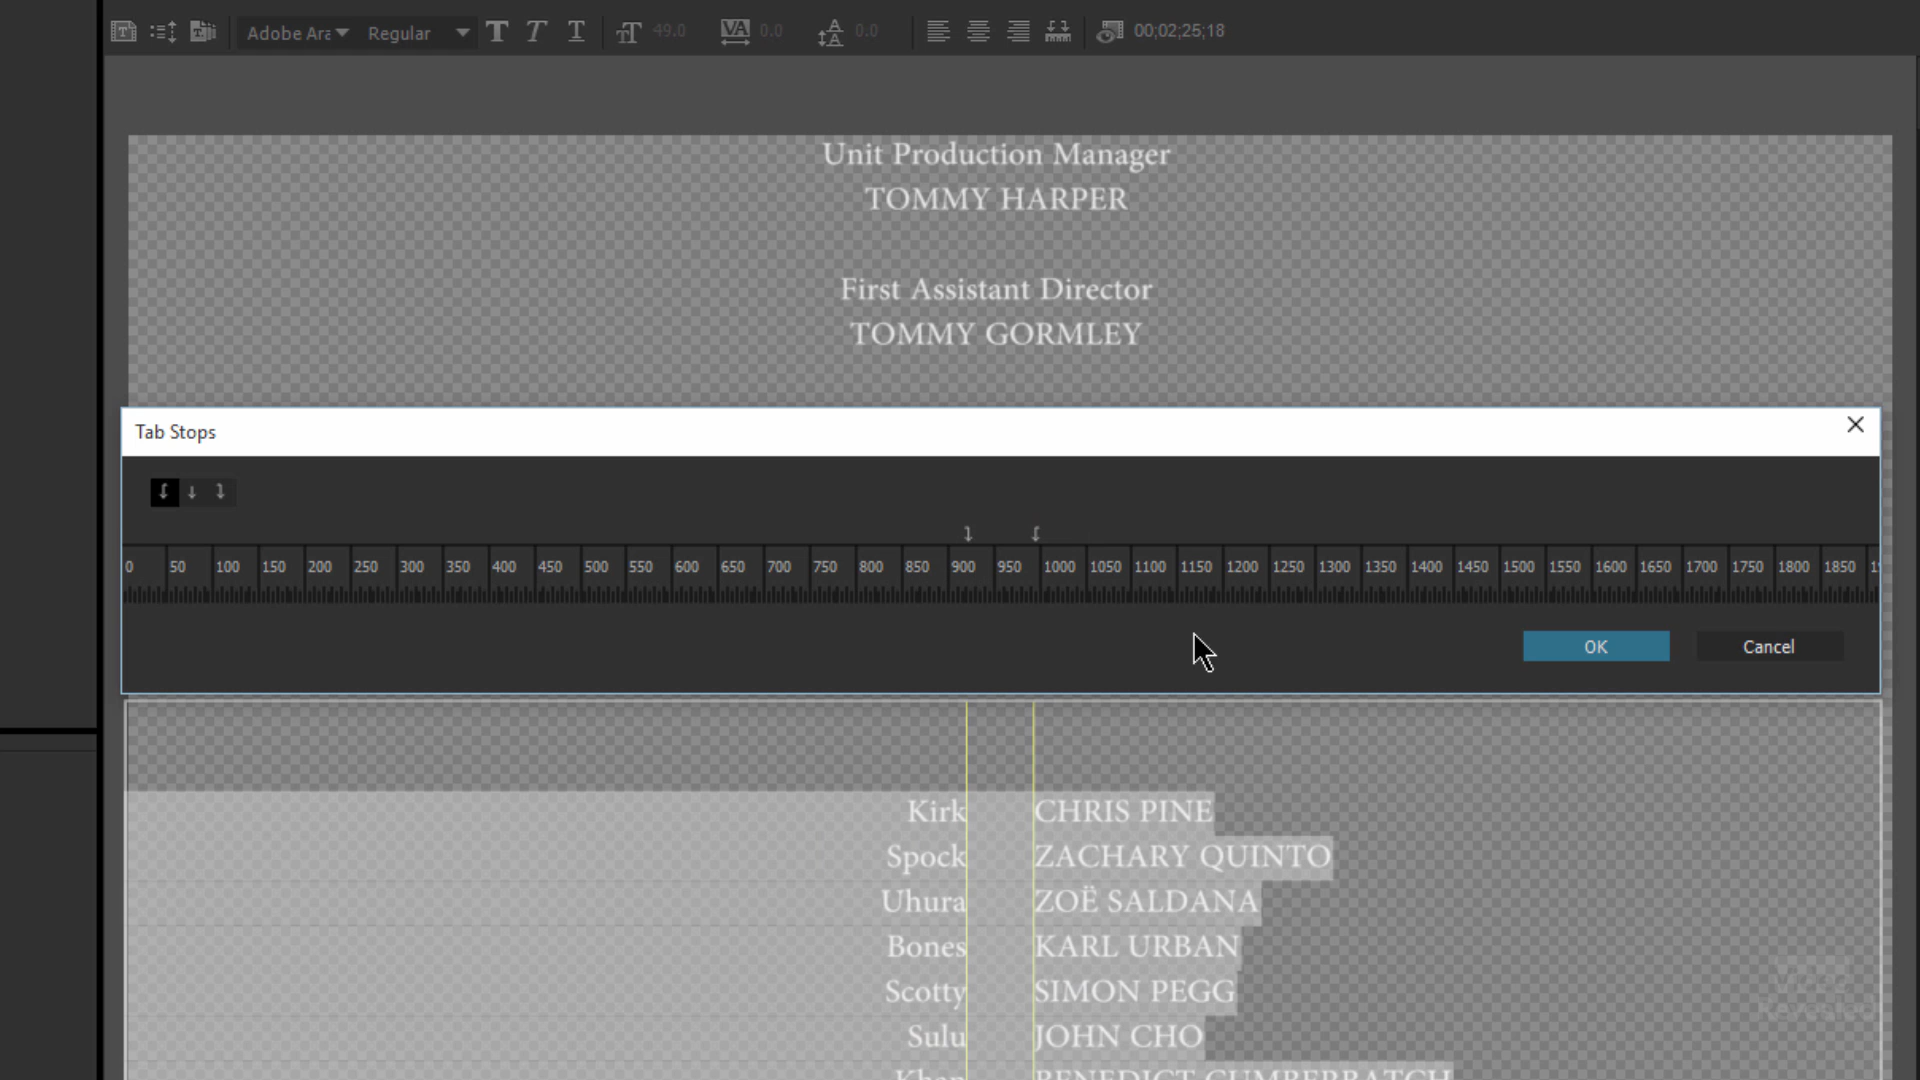 Adobe Ara Regular 49.0 0.0 0.0 00;02;25;18
Unit Production Manager
TOMMY HARPER
First Assistant Director
TOMMY GORMLEY
Tab Stops
0 50 100 150 200 250 300 350 400 450 500 550 600 650 700 750 800 850 900 950 1000 1050 1100 1150 1200 1250 1300 1350 1400 1450 1500 1550 1600 1650 1700 1750 1800 1850
OK Cancel
Kirk CHRIS PINE
Spock ZACHARY QUINTO
Uhura ZOË SALDANA
Bones KARL URBAN
Scotty SIMON PEGG
Sulu JOHN CHO
Khan BENEDICT CUMBERBATCH